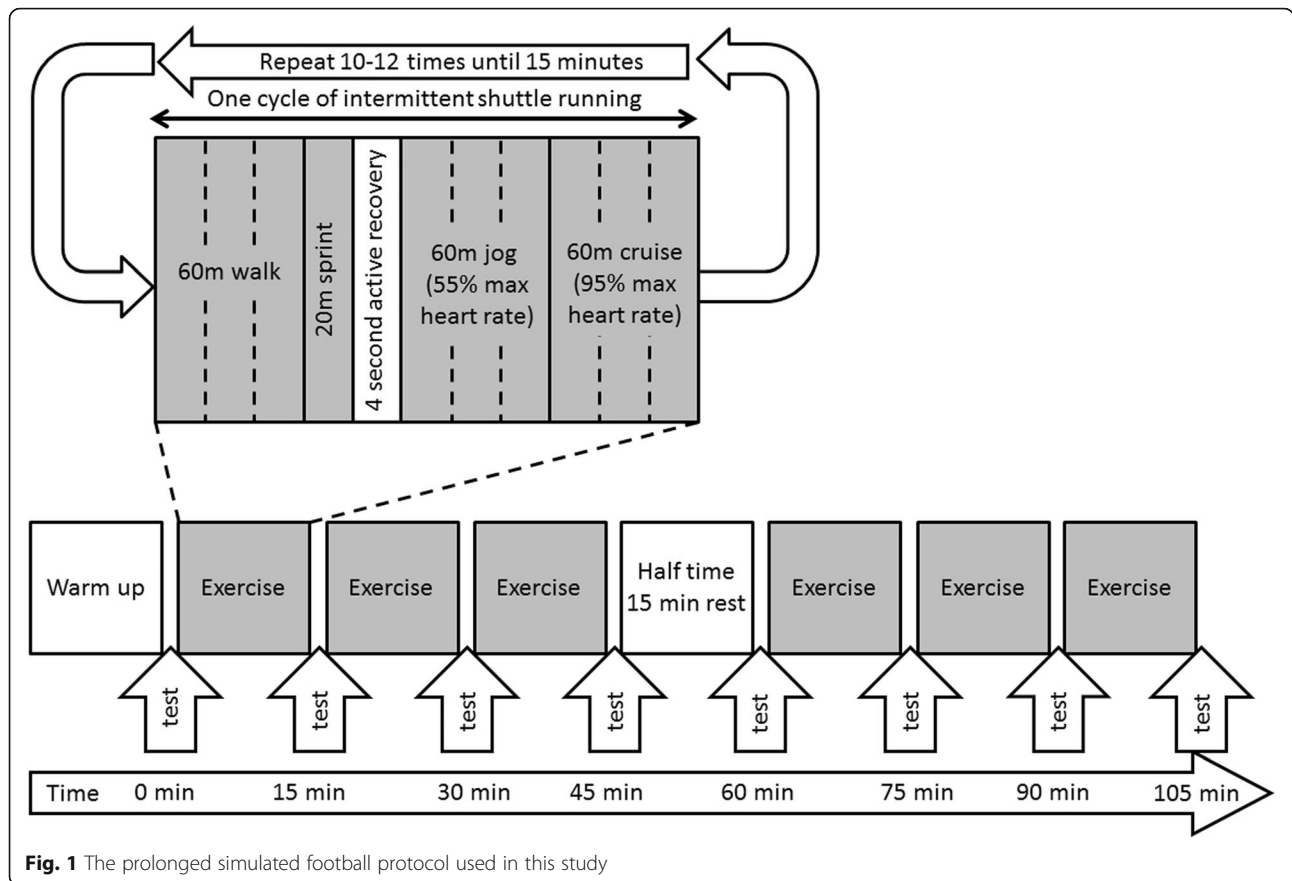 Repeat 10-12 times until 15 minutes
One cycle of intermittent shuttle running
60m walk
20m sprint
4 second active recovery
60m jog
(55% max
heart rate)
60m cruise
(95% max
heart rate)
Warm up
Exercise
Exercise
Exercise
Half time
15 min rest
Exercise
Exercise
Exercise
test
test
test
test
test
test
test
test
Time 0 min 15 min 30 min 45 min 60 min 75 min 90 min 105 min
Fig. 1 The prolonged simulated football protocol used in this study